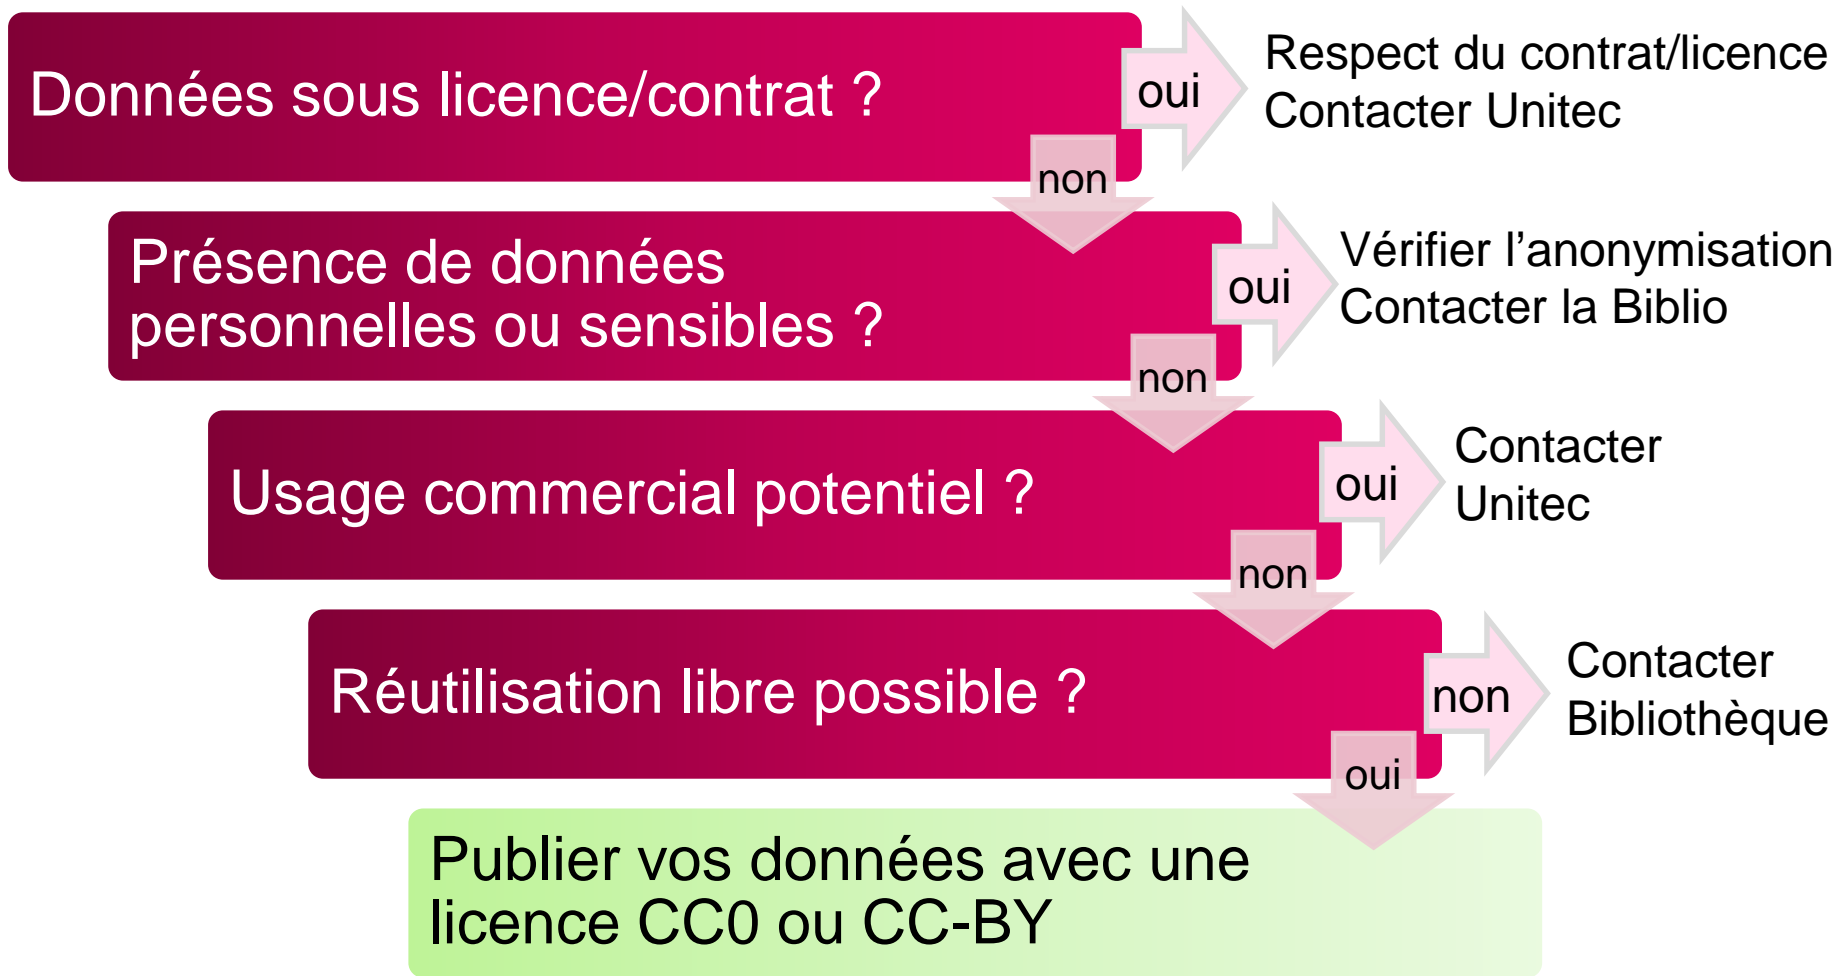 Données sous licence/contrat ?
oui
Respect du contrat/licence
Contacter Unitec
non
Présence de données
personnelles ou sensibles ?
oui
Vérifier l’anonymisation
Contacter la Biblio
non
Usage commercial potentiel ?
oui
Contacter
Unitec
non
Réutilisation libre possible ?
non
Contacter
Bibliothèque
oui
Publier vos données avec une
licence CC0 ou CC-BY